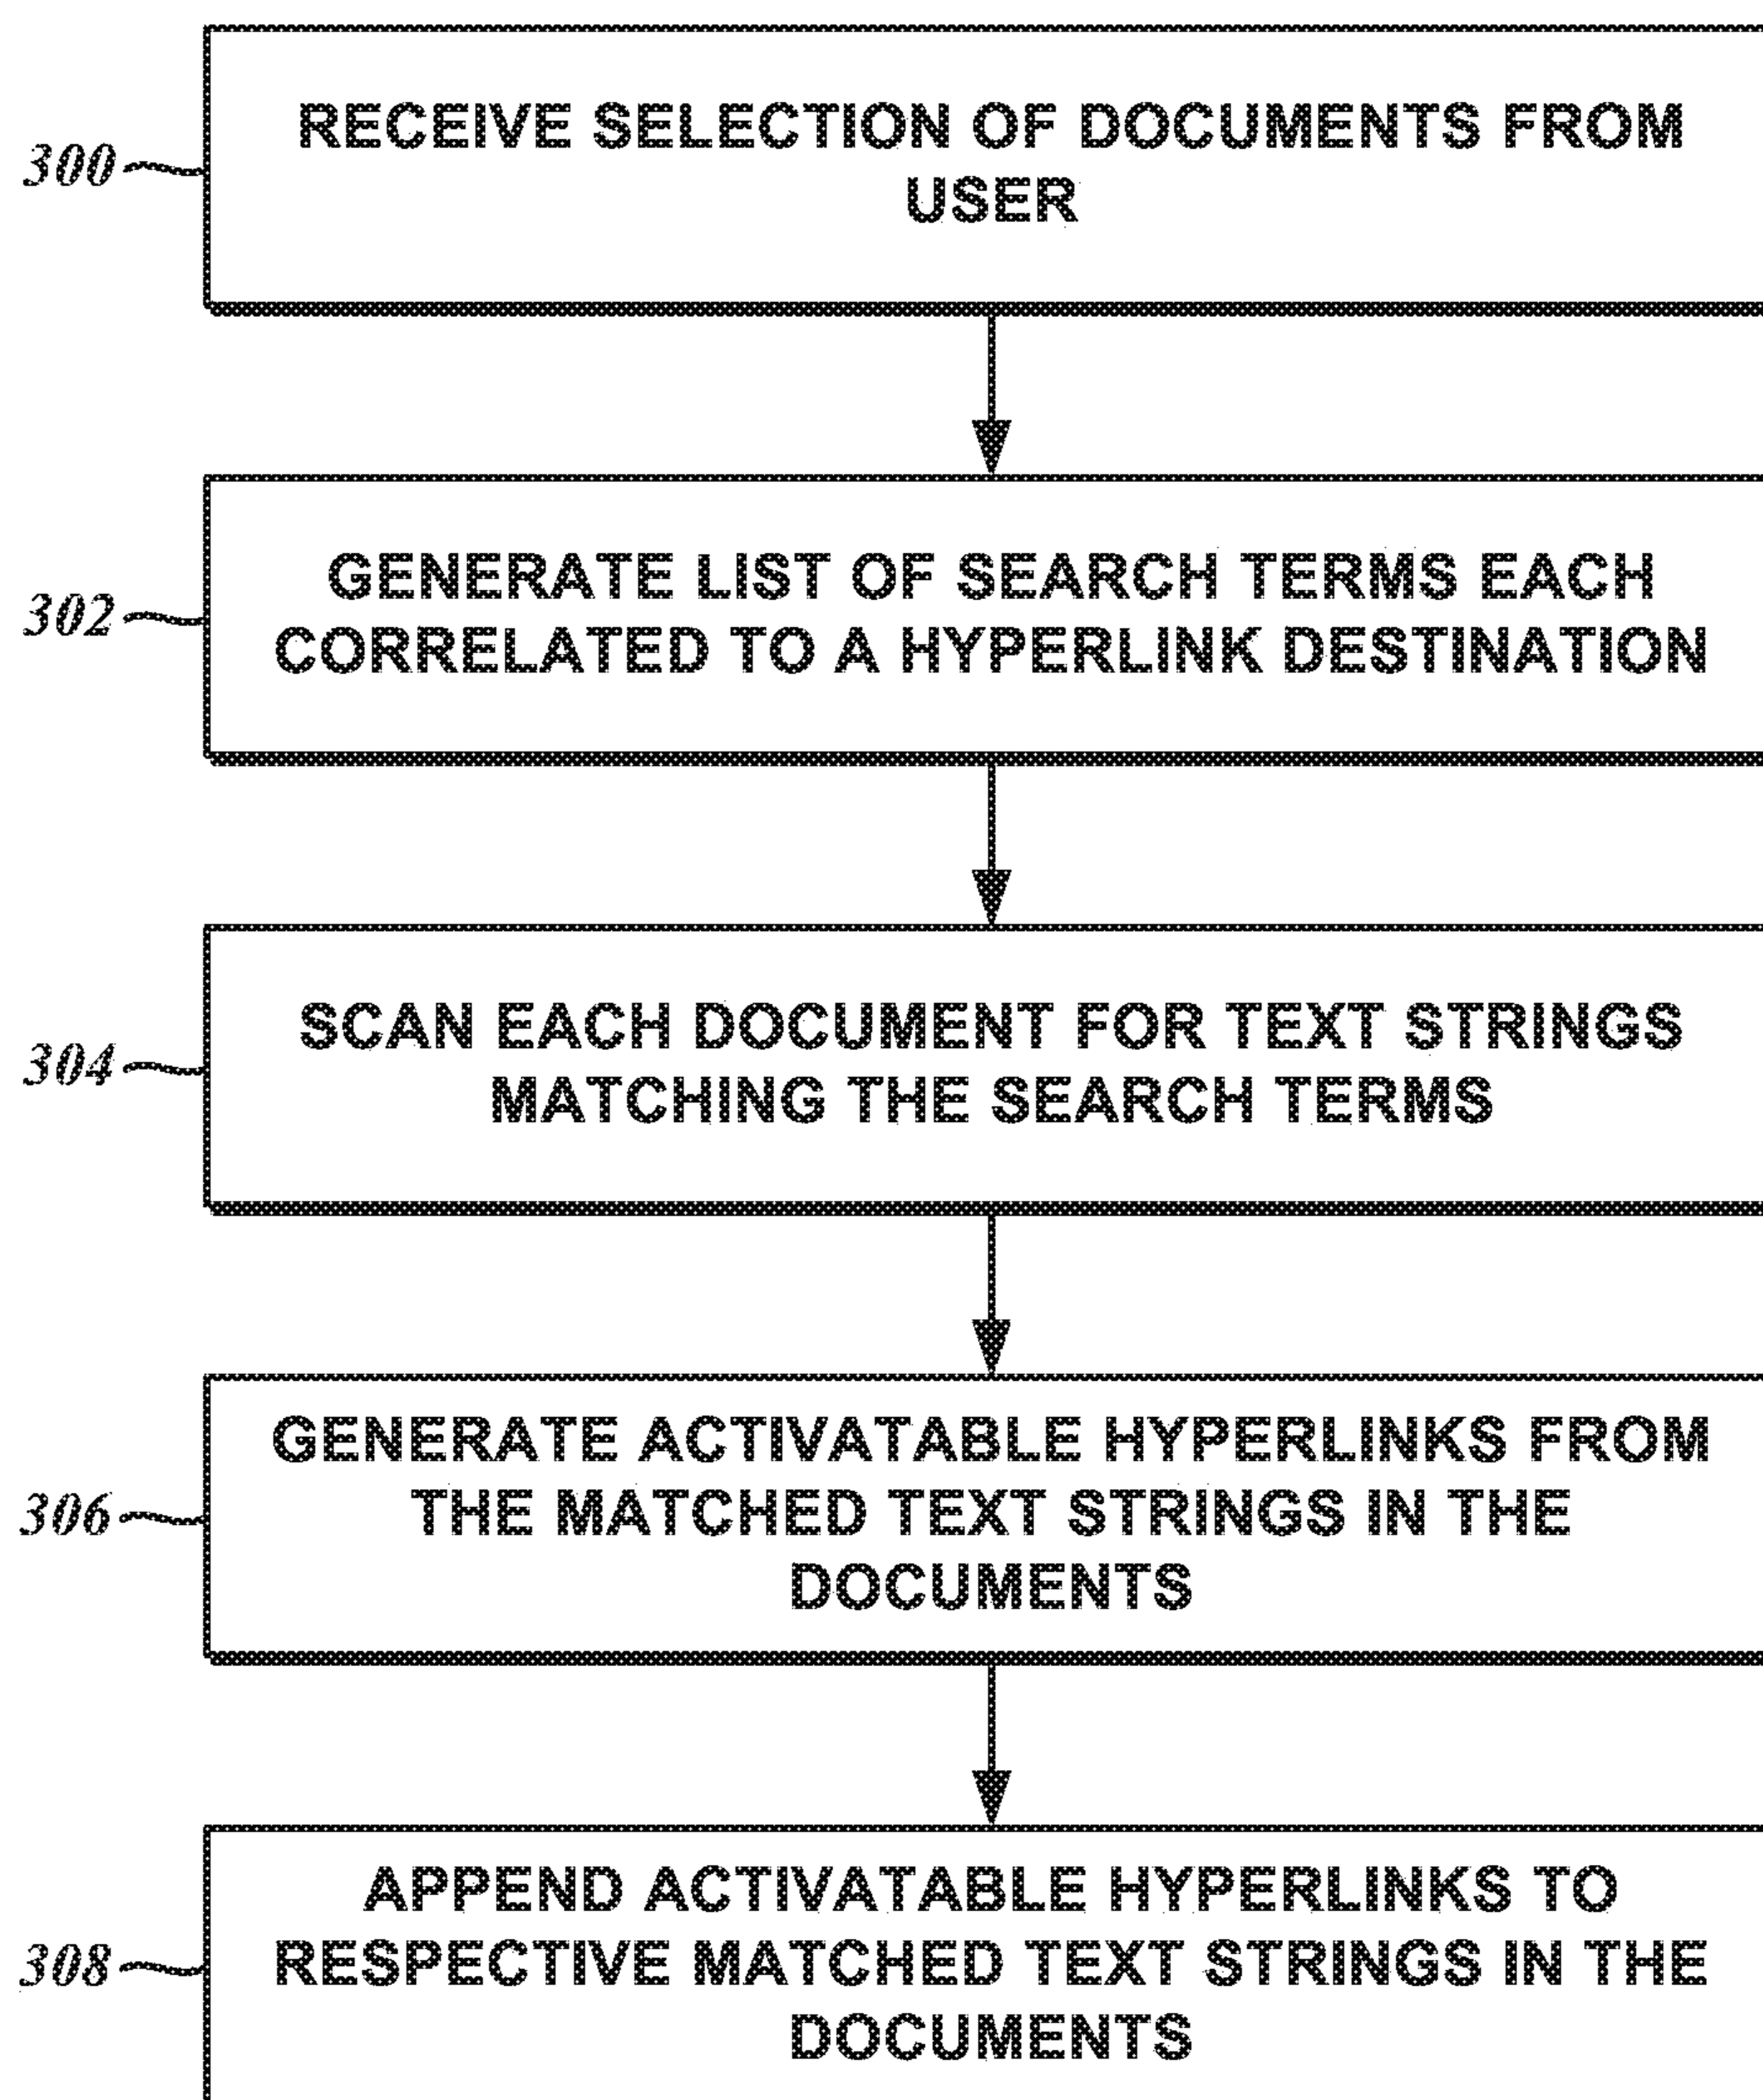 300
RECEIVE SELECTION OF DOCUMENTS FROM
USER
302
GENERATE LIST OF SEARCH TERMS EACH
CORRELATED TO A HYPERLINK DESTINATION
304
SCAN EACH DOCUMENT FOR TEXT STRINGS
MATCHING THE SEARCH TERMS
306
GENERATE ACTIVATABLE HYPERLINKS FROM
THE MATCHED TEXT STRINGS IN THE
DOCUMENTS
308
APPEND ACTIVATABLE HYPERLINKS TO
RESPECTIVE MATCHED TEXT STRINGS IN THE
DOCUMENTS